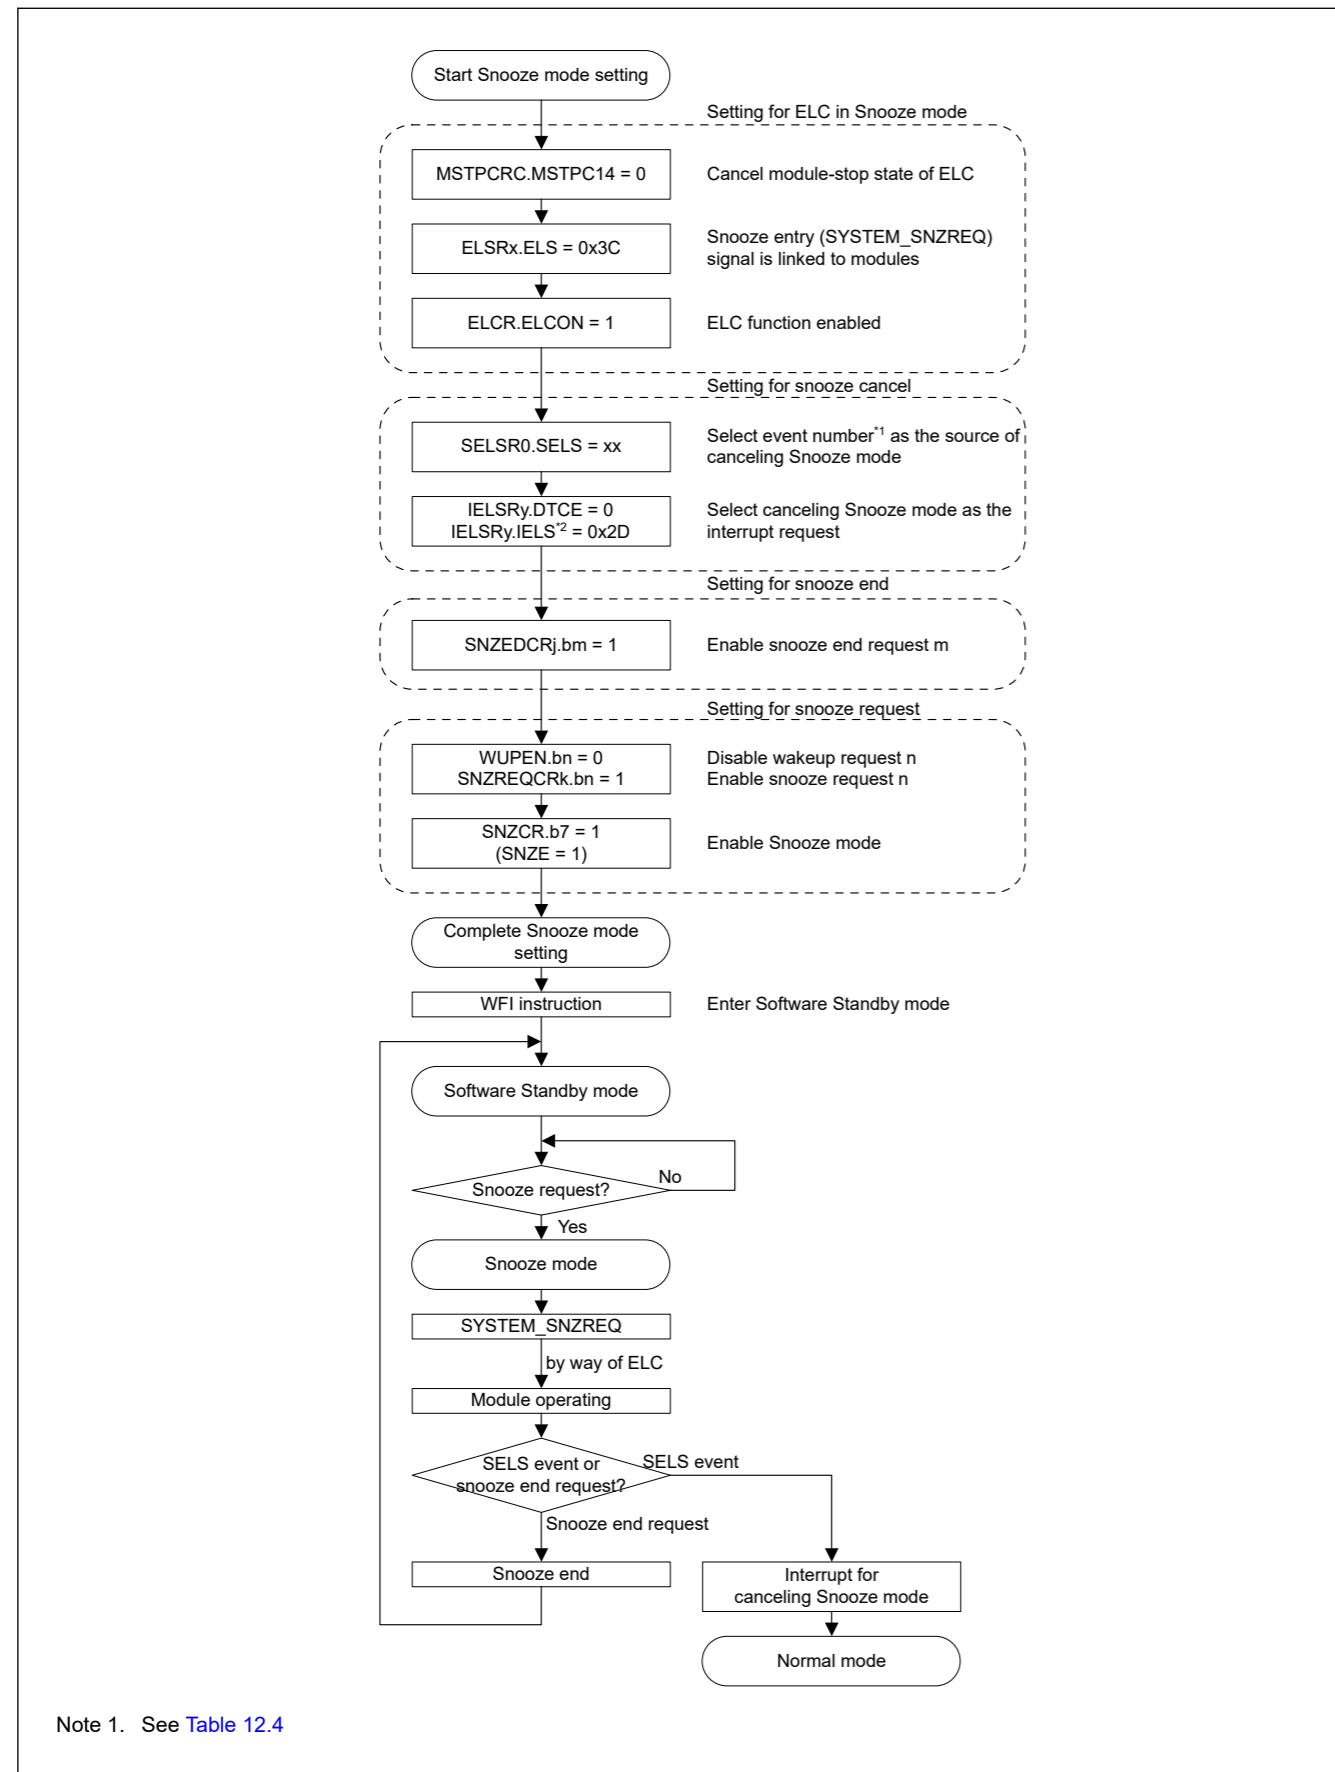 Start Snooze mode setting
Setting for ELC in Snooze mode
MSTPCRC.MSTPC14 = 0
Cancel module-stop state of ELC
ELSRx.ELS = 0x3C
Snooze entry (SYSTEM_SNZREQ)
signal is linked to modules
ELCR.ELCON = 1
ELC function enabled
Setting for snooze cancel
SELSR0.SELS = xx
Select event number*1 as the source of
canceling Snooze mode
IELSRy.DTCE = 0
IELSRy.IELS*2 = 0x2D
Select canceling Snooze mode as the
interrupt request
Setting for snooze end
SNZEDCRj.bm = 1
Enable snooze end request m
Setting for snooze request
WUPEN.bn = 0
SNZREQCRk.bn = 1
Disable wakeup request n
Enable snooze request n
SNZCR.b7 = 1
(SNZE = 1)
Enable Snooze mode
Complete Snooze mode
setting
WFI instruction
Enter Software Standby mode
Software Standby mode
Snooze request?
No
Yes
Snooze mode
SYSTEM_SNZREQ
by way of ELC
Module operating
SELS event or
snooze end request?
SELS event
Snooze end request
Snooze end
Interrupt for
canceling Snooze mode
Normal mode
Note 1. See Table 12.4